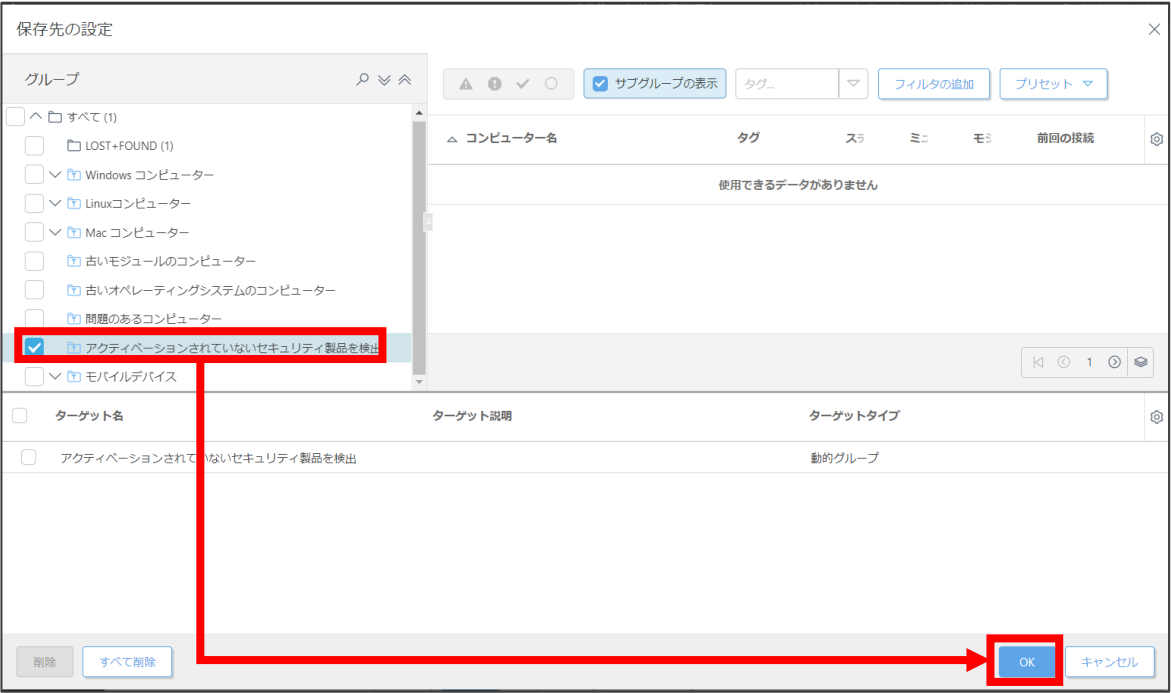 保存先の設定
グループ
サブグループの表示
タグ...
フィルタの追加
プリセット
すべて (1)
LOST+FOUND (1)
Windows コンピューター
Linuxコンピューター
Mac コンピューター
古いモジュールのコンピューター
古いオペレーティングシステムのコンピューター
問題のあるコンピューター
アクティベーションされていないセキュリティ製品を検出
モバイルデバイス
コンピューター名 タグ スラ ミ モ 前回の接続
使用できるデータがありません
1
ターゲット名 ターゲット説明 ターゲットタイプ
アクティベーションされていないセキュリティ製品を検出 動的グループ
削除 すべて削除 OK キャンセル